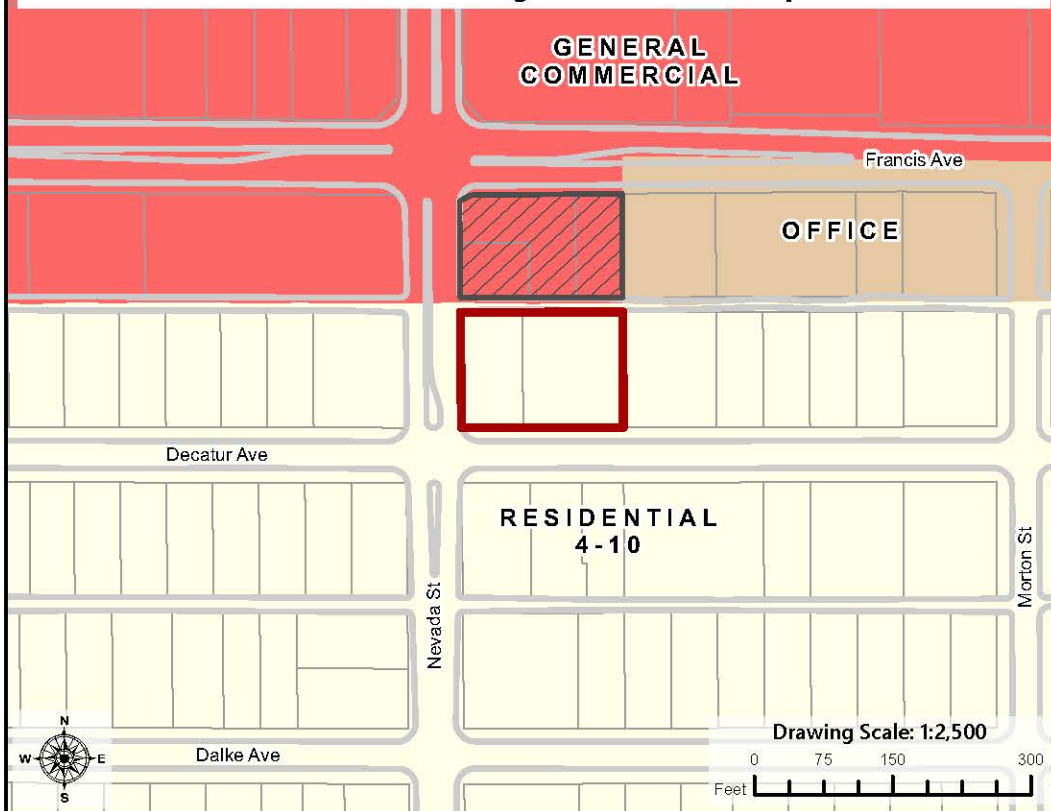 GENERAL
COMMERCIAL
Francis Ave
OFFICE
Decatur Ave
RESIDENTIAL
4-10
Nevada St
Morton St
Dalke Ave
N
W E
S
Drawing Scale: 1:2,500
0 75 150 300
Feet